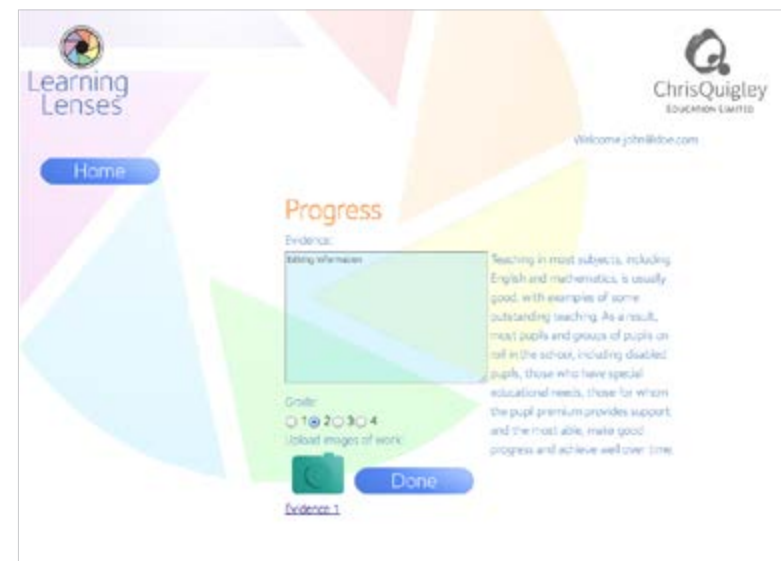 Learning
Lenses
ChrisQuigley
EDUCATION LIMITED
Welcome john@doe.com
Home
Progress
Evidence:
Editing Information
Teaching in most subjects, including
English and mathematics, is usually
good, with examples of some
outstanding teaching. As a result,
most pupils and groups of pupils on
roll in the school, including disabled
pupils, those who have special
educational needs, those for whom
the pupil premium provides support
and the most able, make good
progress and achieve well over time.
Grade:
1 2 3 4
Upload images of work:
Done
Evidence 1